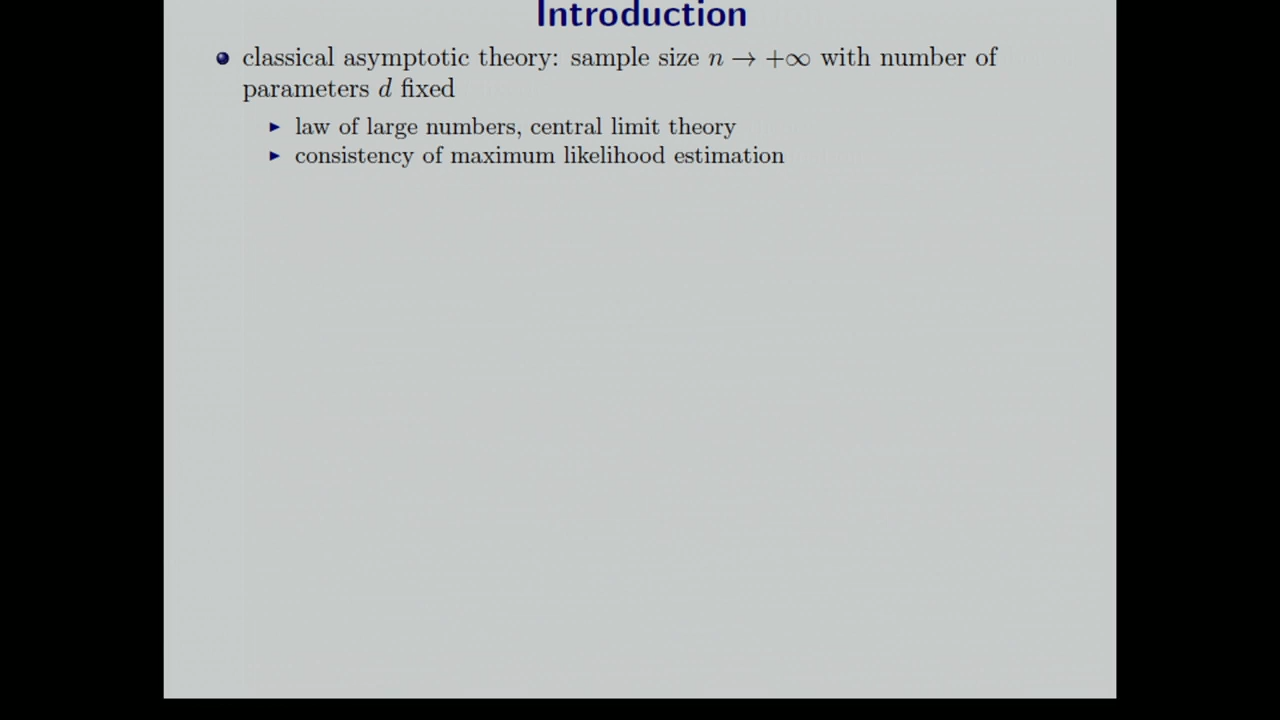 Introduction
classical asymptotic theory: sample size n → +∞ with number of
parameters d fixed
law of large numbers, central limit theory
consistency of maximum likelihood estimation